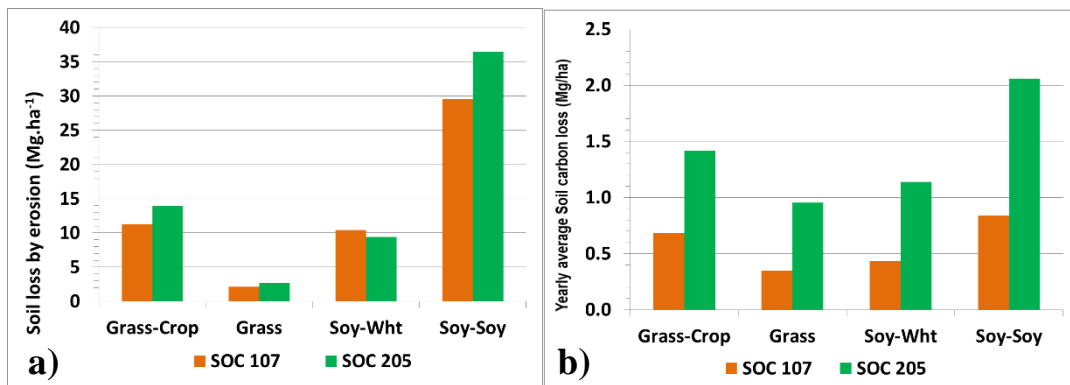 Soil loss by erosion (Mg.ha⁻¹)
40
35
30
25
20
15
10
5
0
Grass-Crop Grass Soy-Wht Soy-Soy
SOC 107 SOC 205
a)
Yearly average Soil carbon loss (Mg/ha)
2.5
2.0
1.5
1.0
0.5
0.0
Grass-Crop Grass Soy-Wht Soy-Soy
SOC 107 SOC 205
b)